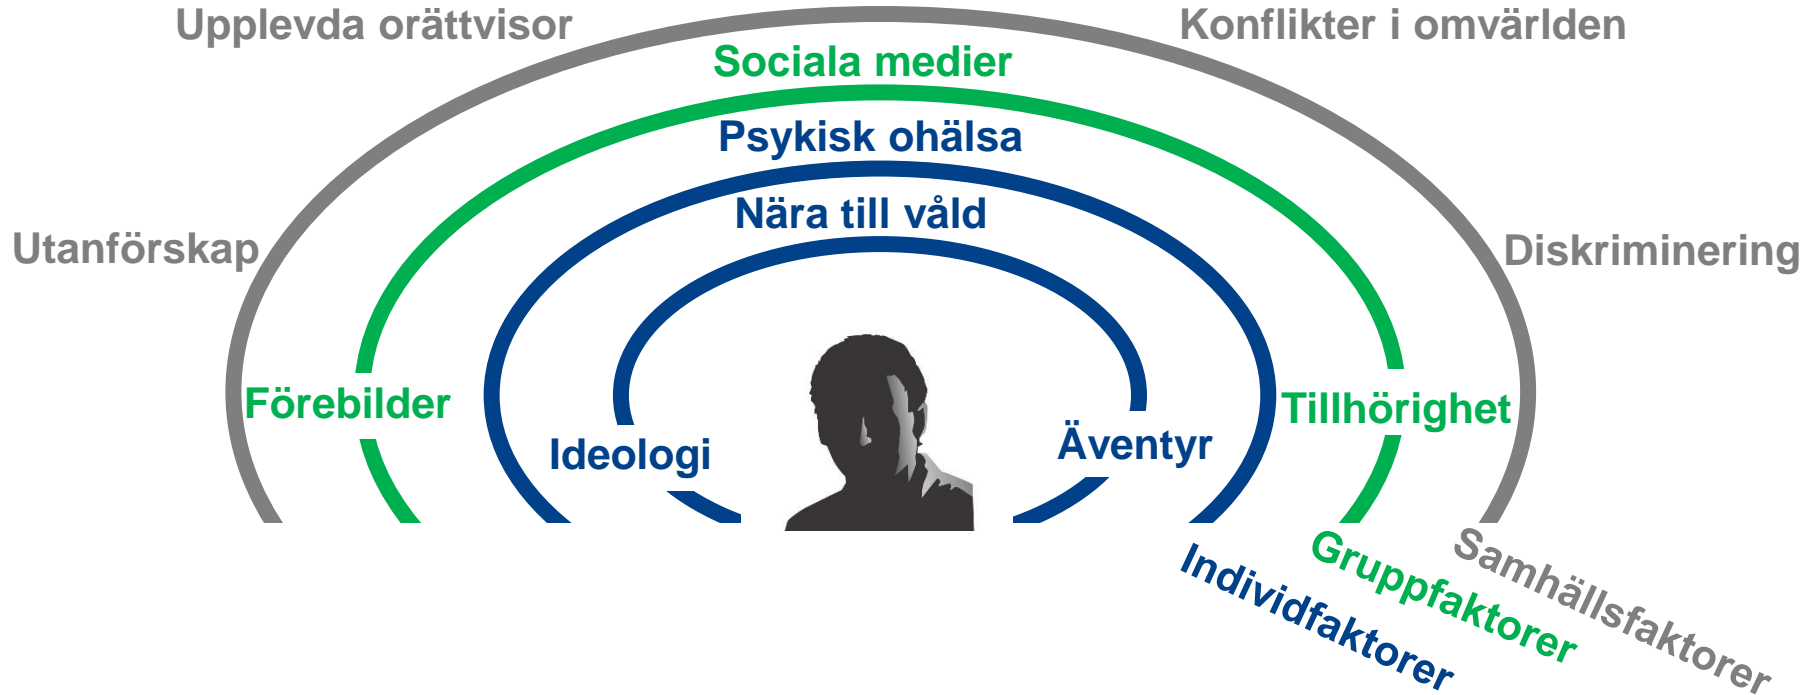 Upplevda orättvisor
Konflikter i omvärlden
Sociala medier
Psykisk ohälsa
Nära till våld
Utanförskap
Diskriminering
Förebilder
Tillhörighet
Ideologi
Äventyr
Individfaktorer
Gruppfaktorer
Samhällsfaktorer